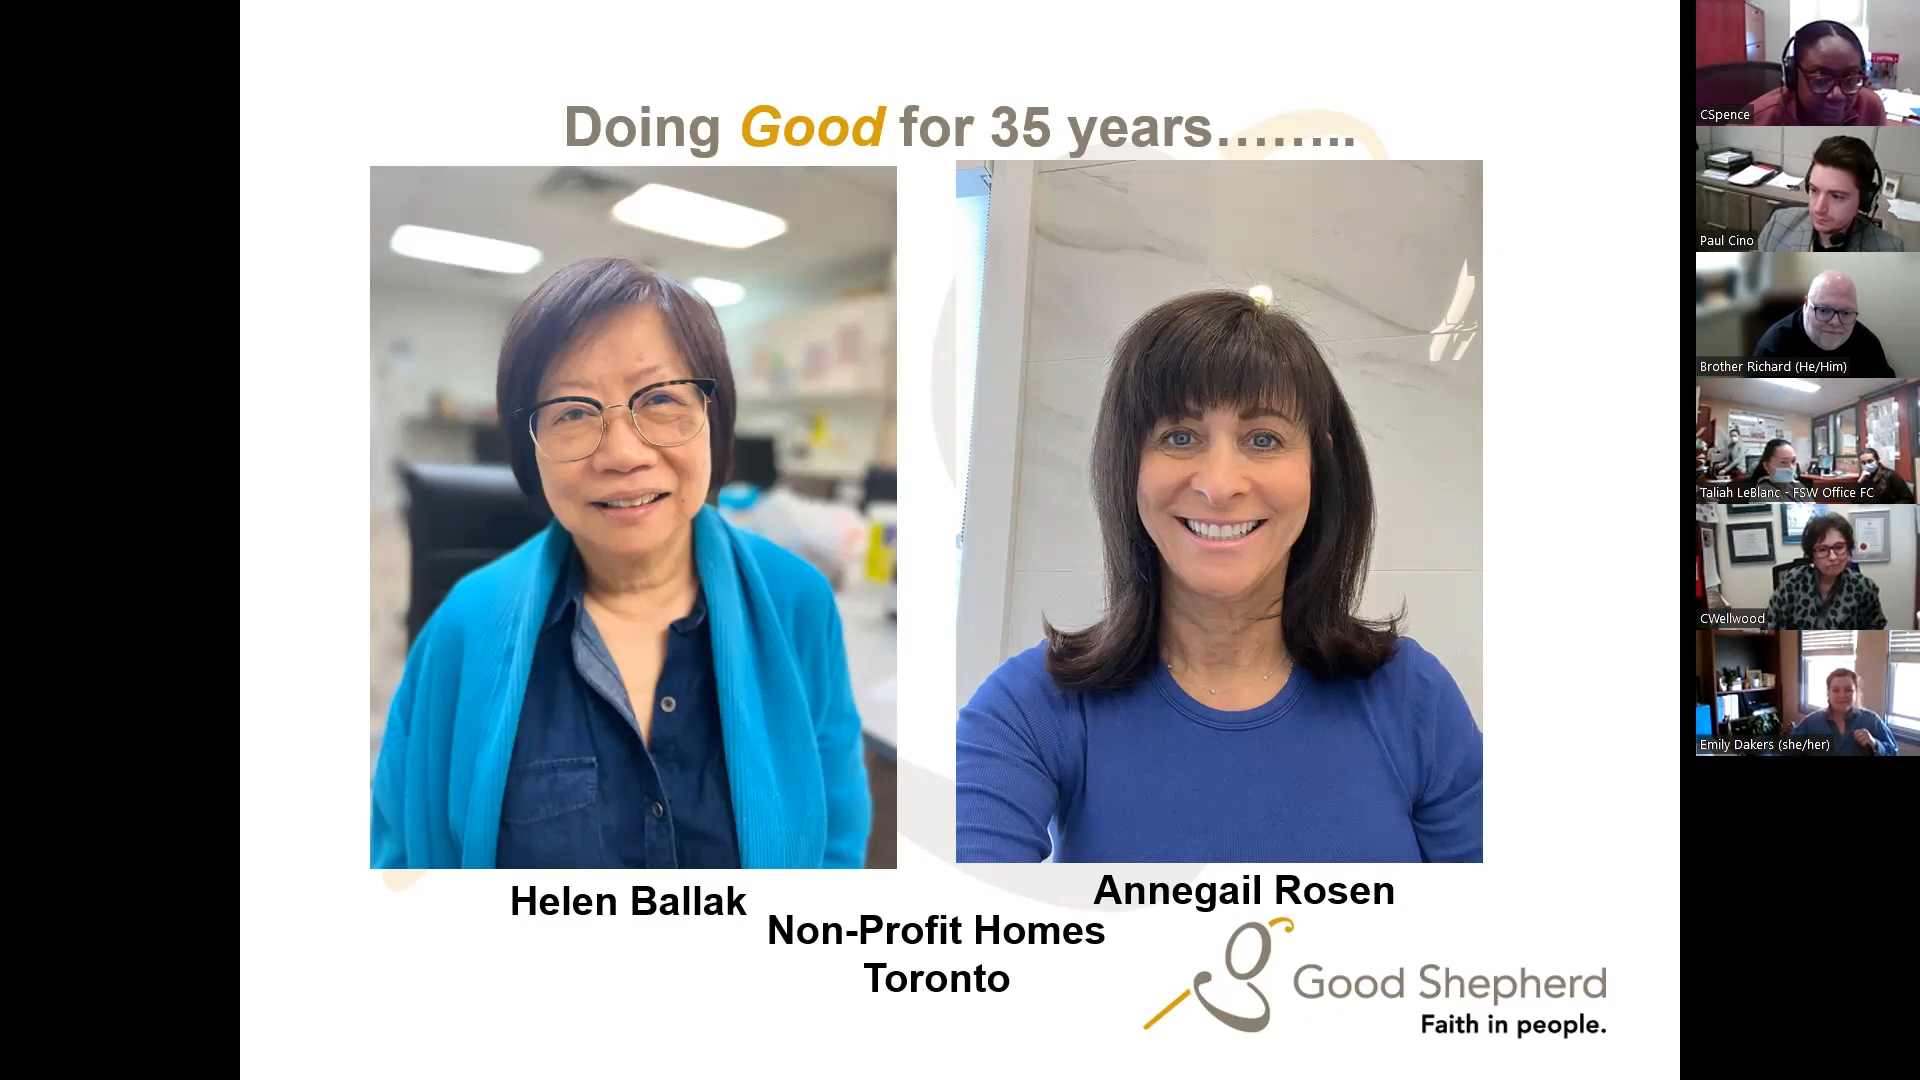 Doing Good for 35 years........
Helen Ballak
Annegail Rosen
Non-Profit Homes
Toronto
Good Shepherd
Faith in people.
CSpence
Paul Cino
Brother Richard (He/Him)
Taliah LeBlanc - FSW Office FC
CWellwood
Emily Dakers (she/her)